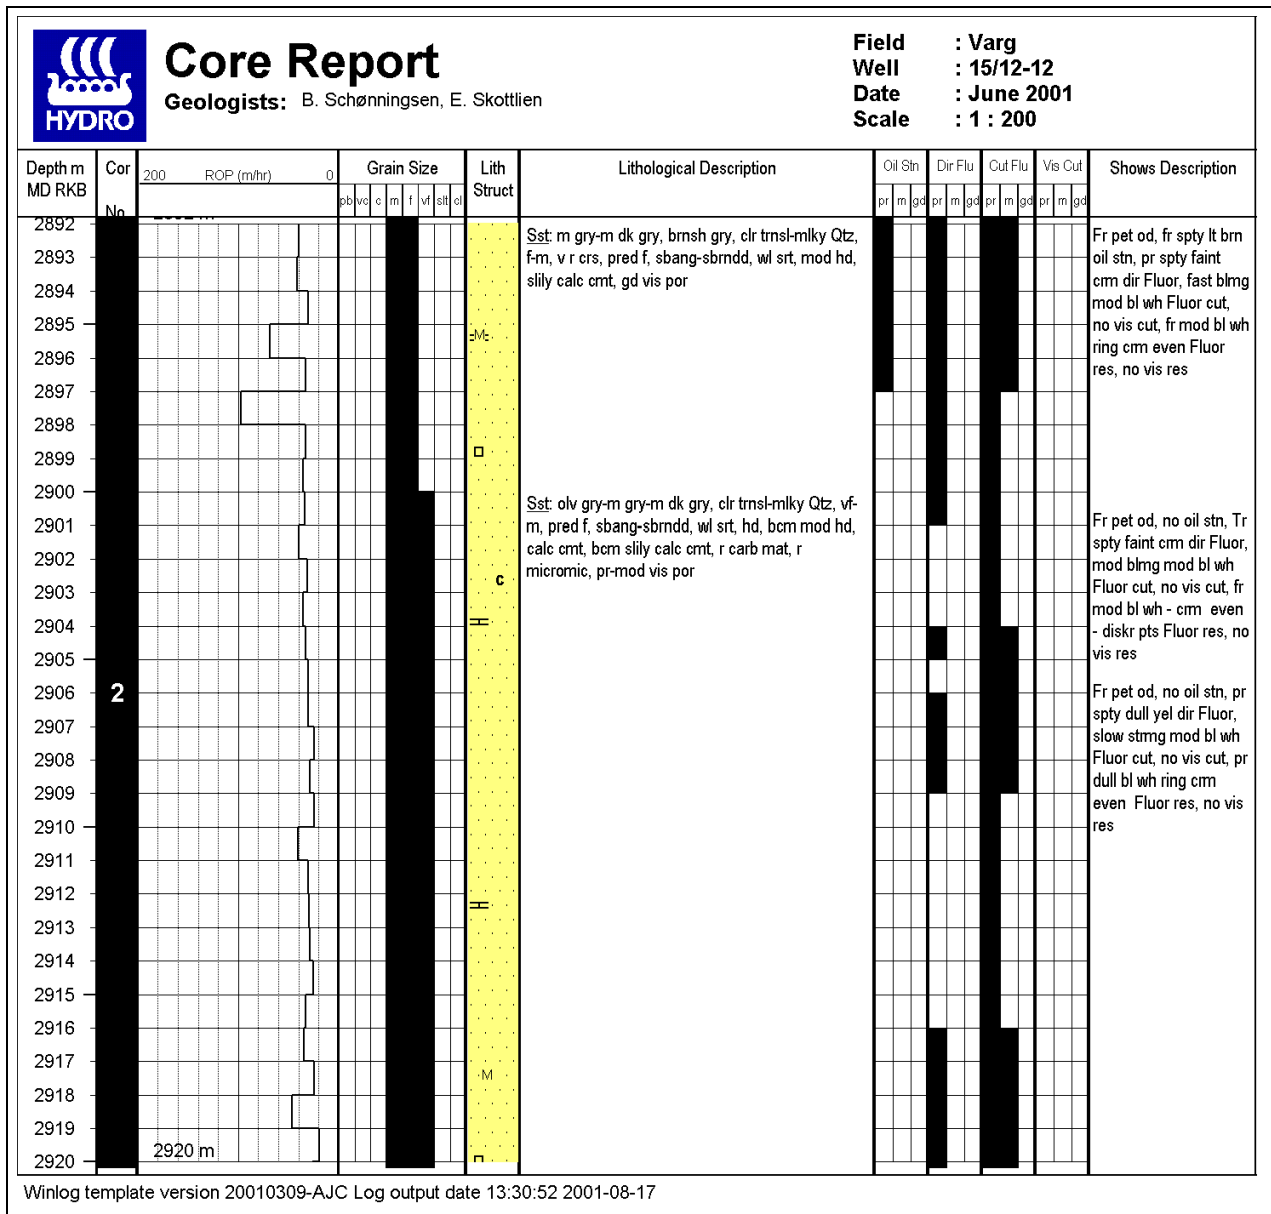 HYDRO
Core Report
Geologists: B. Schønningsen, E. Skottlien
Field : Varg
Well : 15/12-12
Date : June 2001
Scale : 1 : 200
Depth m
MD RKB
Cor
No
200 ROP (m/hr) 0
Grain Size
pb vc c m f vf slt cl
Lith
Struct
Lithological Description
Oil Stn
pr m gd
Dir Flu
pr m gd
Cut Flu
pr m gd
Vis Cut
pr m gd
Shows Description
2892
2893
2894
2895
2896
2897
2898
2899
2900
2901
2902
2903
2904
2905
2906
2907
2908
2909
2910
2911
2912
2913
2914
2915
2916
2917
2918
2919
2920
2
2920 m
M
c
M
Sst: m gry-m dk gry, brnsh gry, clr trnsl-mlky Qtz,
f-m, v r crs, pred f, sbang-sbrndd, wl srt, mod hd,
slily calc cmt, gd vis por
Sst: olv gry-m gry-m dk gry, clr trnsl-mlky Qtz, vf-
m, pred f, sbang-sbrndd, wl srt, hd, bcm mod hd,
calc cmt, bcm slily calc cmt, r carb mat, r
micromic, pr-mod vis por
Fr pet od, fr spty lt brn
oil stn, pr spty faint
crm dir Fluor, fast blmg
mod bl wh Fluor cut,
no vis cut, fr mod bl wh
ring crm even Fluor
res, no vis res
Fr pet od, no oil stn, Tr
spty faint crm dir Fluor,
mod blmg mod bl wh
Fluor cut, no vis cut, fr
mod bl wh - crm even
- diskr pts Fluor res, no
vis res
Fr pet od, no oil stn, pr
spty dull yel dir Fluor,
slow strmg mod bl wh
Fluor cut, no vis cut, pr
dull bl wh ring crm
even Fluor res, no vis
res
Winlog template version 20010309-AJC Log output date 13:30:52 2001-08-17